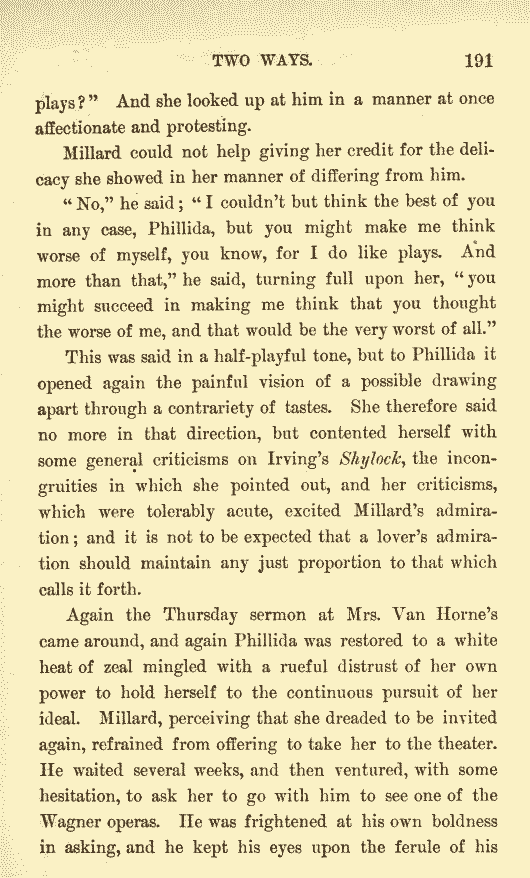 TWO WAYS. 191
plays?" And she looked up at him in a manner at once
affectionate and protesting.
Millard could not help giving her credit for the deli-
cacy she showed in her manner of differing from him.
"No," he said; "I couldn't but think the best of you
in any case, Phillida, but you might make me think
worse of myself, you know, for I do like plays. And
more than that," he said, turning full upon her, "you
might succeed in making me think that you thought
the worse of me, and that would be the very worst of all."
This was said in a half-playful tone, but to Phillida it
opened again the painful vision of a possible drawing
apart through a contrariety of tastes. She therefore said
no more in that direction, but contented herself with
some general criticisms on Irving's Shylock, the incon-
gruities in which she pointed out, and her criticisms,
which were tolerably acute, excited Millard's admira-
tion; and it is not to be expected that a lover's admira-
tion should maintain any just proportion to that which
calls it forth.
Again the Thursday sermon at Mrs. Van Horne's
came around, and again Phillida was restored to a white
heat of zeal mingled with a rueful distrust of her own
power to hold herself to the continuous pursuit of her
ideal. Millard, perceiving that she dreaded to be invited
again, refrained from offering to take her to the theater.
He waited several weeks, and then ventured, with some
hesitation, to ask her to go with him to see one of the
Wagner operas. He was frightened at his own boldness
in asking, and he kept his eyes upon the ferule of his